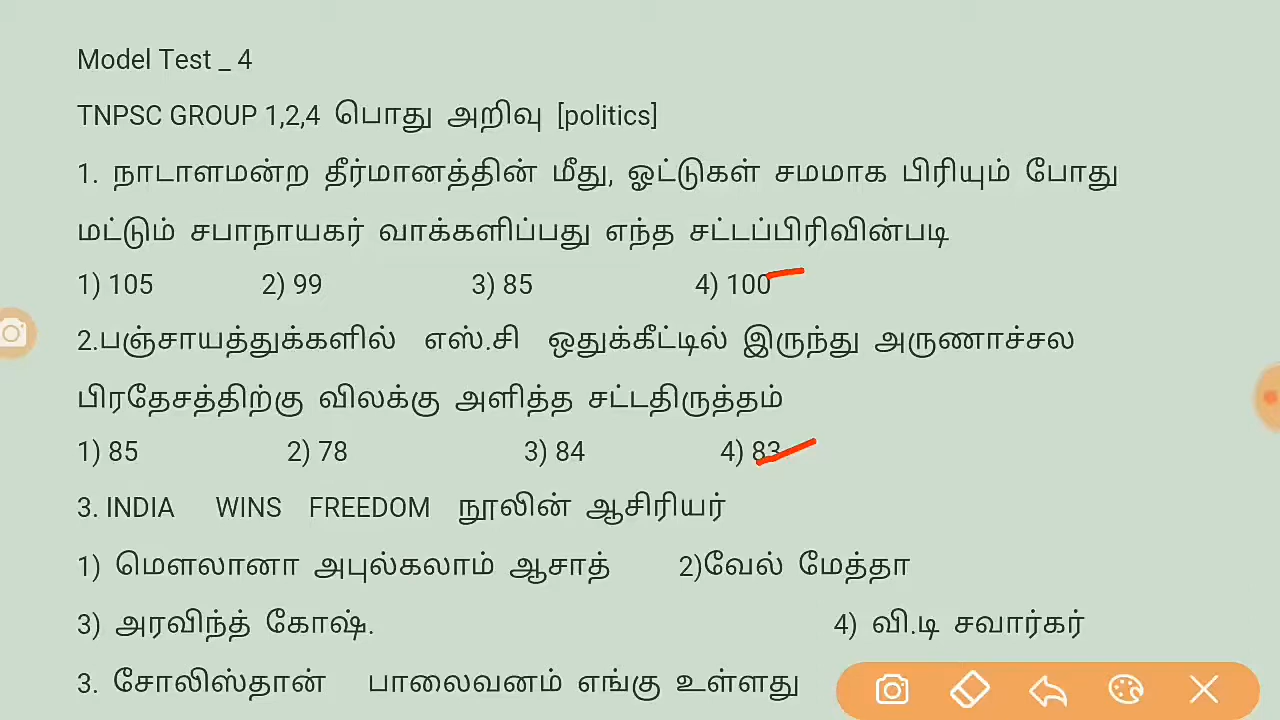 Model Test _ 4
TNPSC GROUP 1,2,4 பொது அறிவு [politics]
1. நாடாளமன்ற தீர்மானத்தின் மீது, ஓட்டுகள் சமமாக பிரியும் போது
மட்டும் சபாநாயகர் வாக்களிப்பது எந்த சட்டப்பிரிவின்படி
1) 105 2) 99 3) 85 4) 100
2.பஞ்சாயத்துக்களில் எஸ்.சி ஒதுக்கீட்டில் இருந்து அருணாச்சல
பிரதேசத்திற்கு விலக்கு அளித்த சட்டதிருத்தம்
1) 85 2) 78 3) 84 4) 83
3. INDIA WINS FREEDOM நூலின் ஆசிரியர்
1) மௌலானா அபுல்கலாம் ஆசாத் 2)வேல் மேத்தா
3) அரவிந்த் கோஷ். 4) வி.டி சவார்கர்
3. சோலிஸ்தான் பாலைவனம் எங்கு உள்ளது